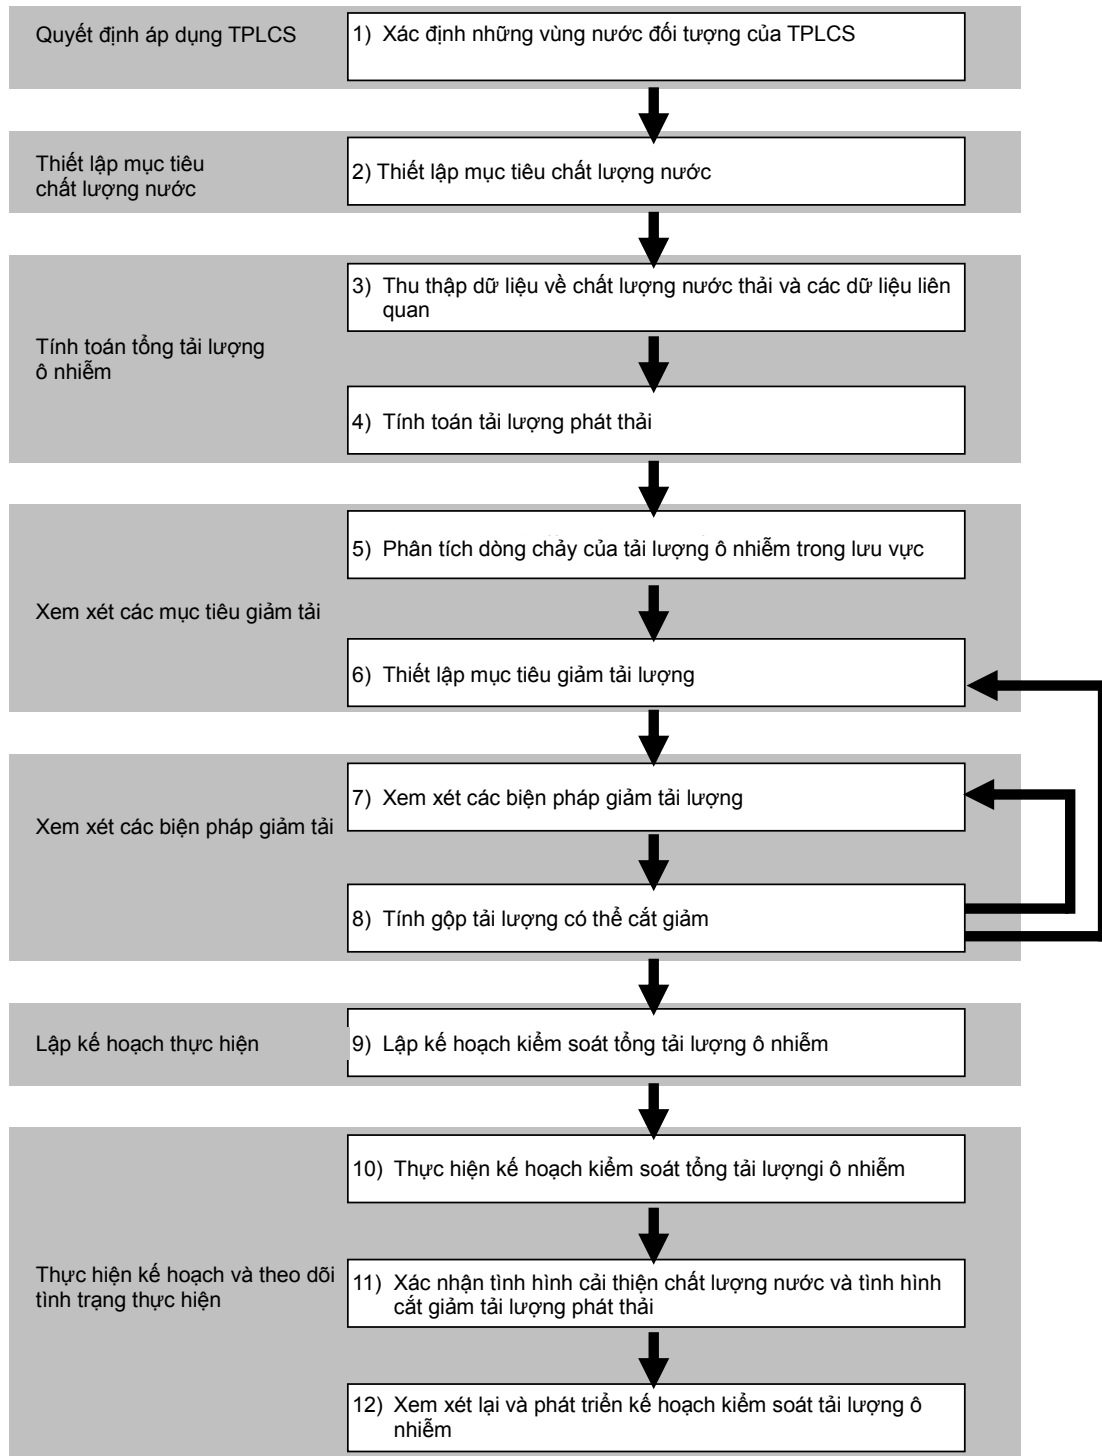 Quyết định áp dụng TPLCS
1) Xác định những vùng nước đối tượng của TPLCS
Thiết lập mục tiêu
chất lượng nước
2) Thiết lập mục tiêu chất lượng nước
Tính toán tổng tải lượng
ô nhiễm
3) Thu thập dữ liệu về chất lượng nước thải và các dữ liệu liên
quan
4) Tính toán tải lượng phát thải
Xem xét các mục tiêu giảm tải
5) Phân tích dòng chảy của tải lượng ô nhiễm trong lưu vực
6) Thiết lập mục tiêu giảm tải lượng
Xem xét các biện pháp giảm tải
7) Xem xét các biện pháp giảm tải lượng
8) Tính gộp tải lượng có thể cắt giảm
Lập kế hoạch thực hiện
9) Lập kế hoạch kiểm soát tổng tải lượng ô nhiễm
Thực hiện kế hoạch và theo dõi
tình trạng thực hiện
10) Thực hiện kế hoạch kiểm soát tổng tải lượngi ô nhiễm
11) Xác nhận tình hình cải thiện chất lượng nước và tình hình
cắt giảm tải lượng phát thải
12) Xem xét lại và phát triển kế hoạch kiểm soát tải lượng ô
nhiễm